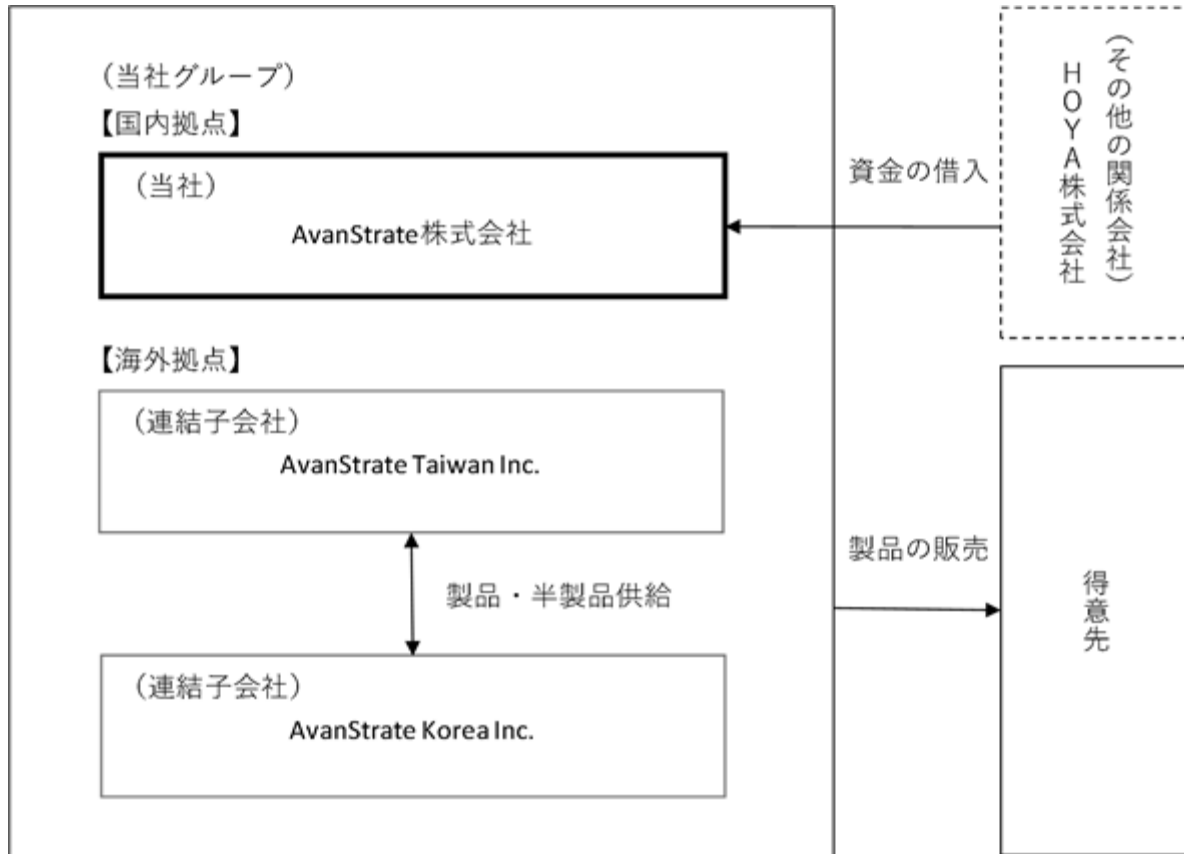 (当社グループ)
【国内拠点】
(当社)
AvanStrate株式会社
資金の借入
(その他の関係会社)
HOYA株式会社
【海外拠点】
(連結子会社)
AvanStrate Taiwan Inc.
製品・半製品供給
(連結子会社)
AvanStrate Korea Inc.
製品の販売
得意先